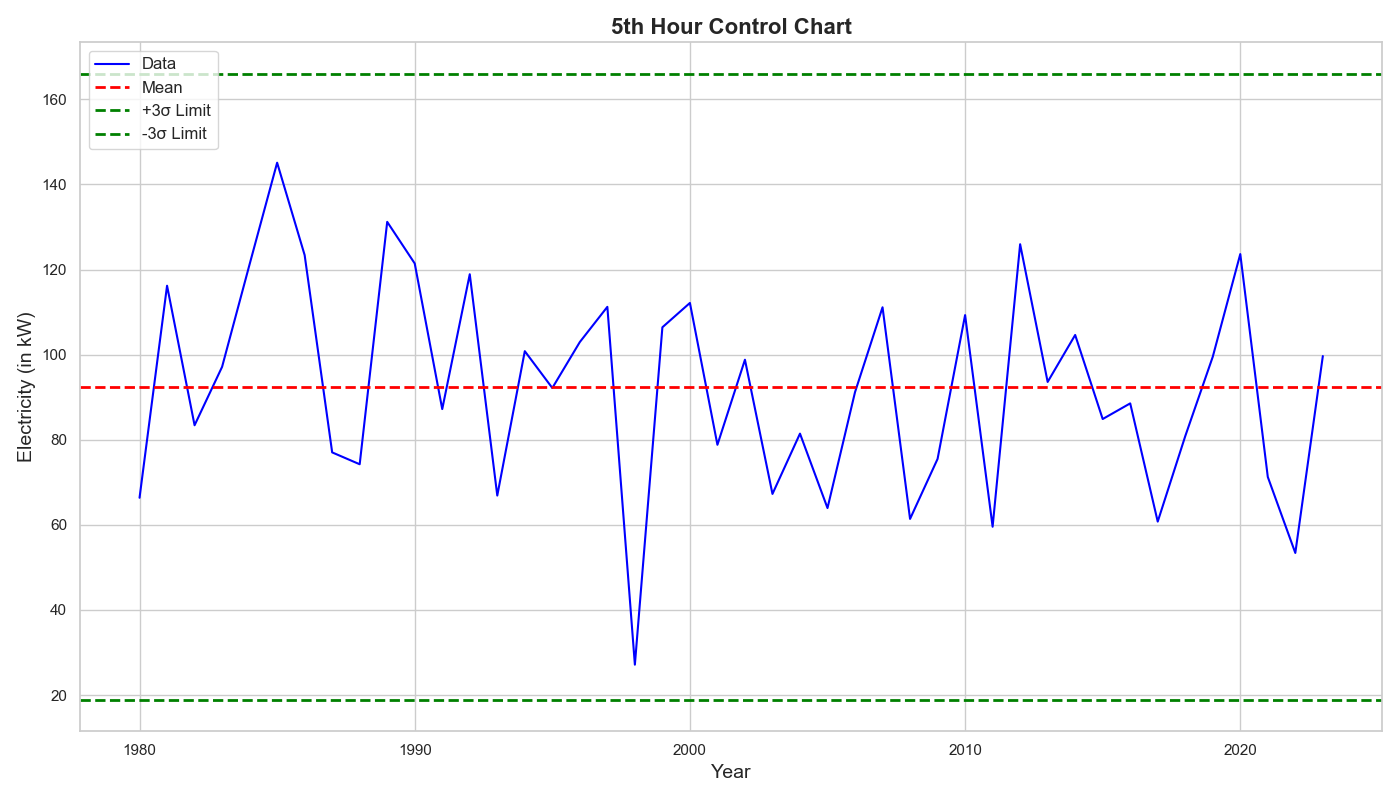 5th Hour Control Chart
Data
Mean
+3σ Limit
-3σ Limit
160
140
120
100
80
60
40
20
Electricity (in kW)
1980
1990
2000
2010
2020
Year